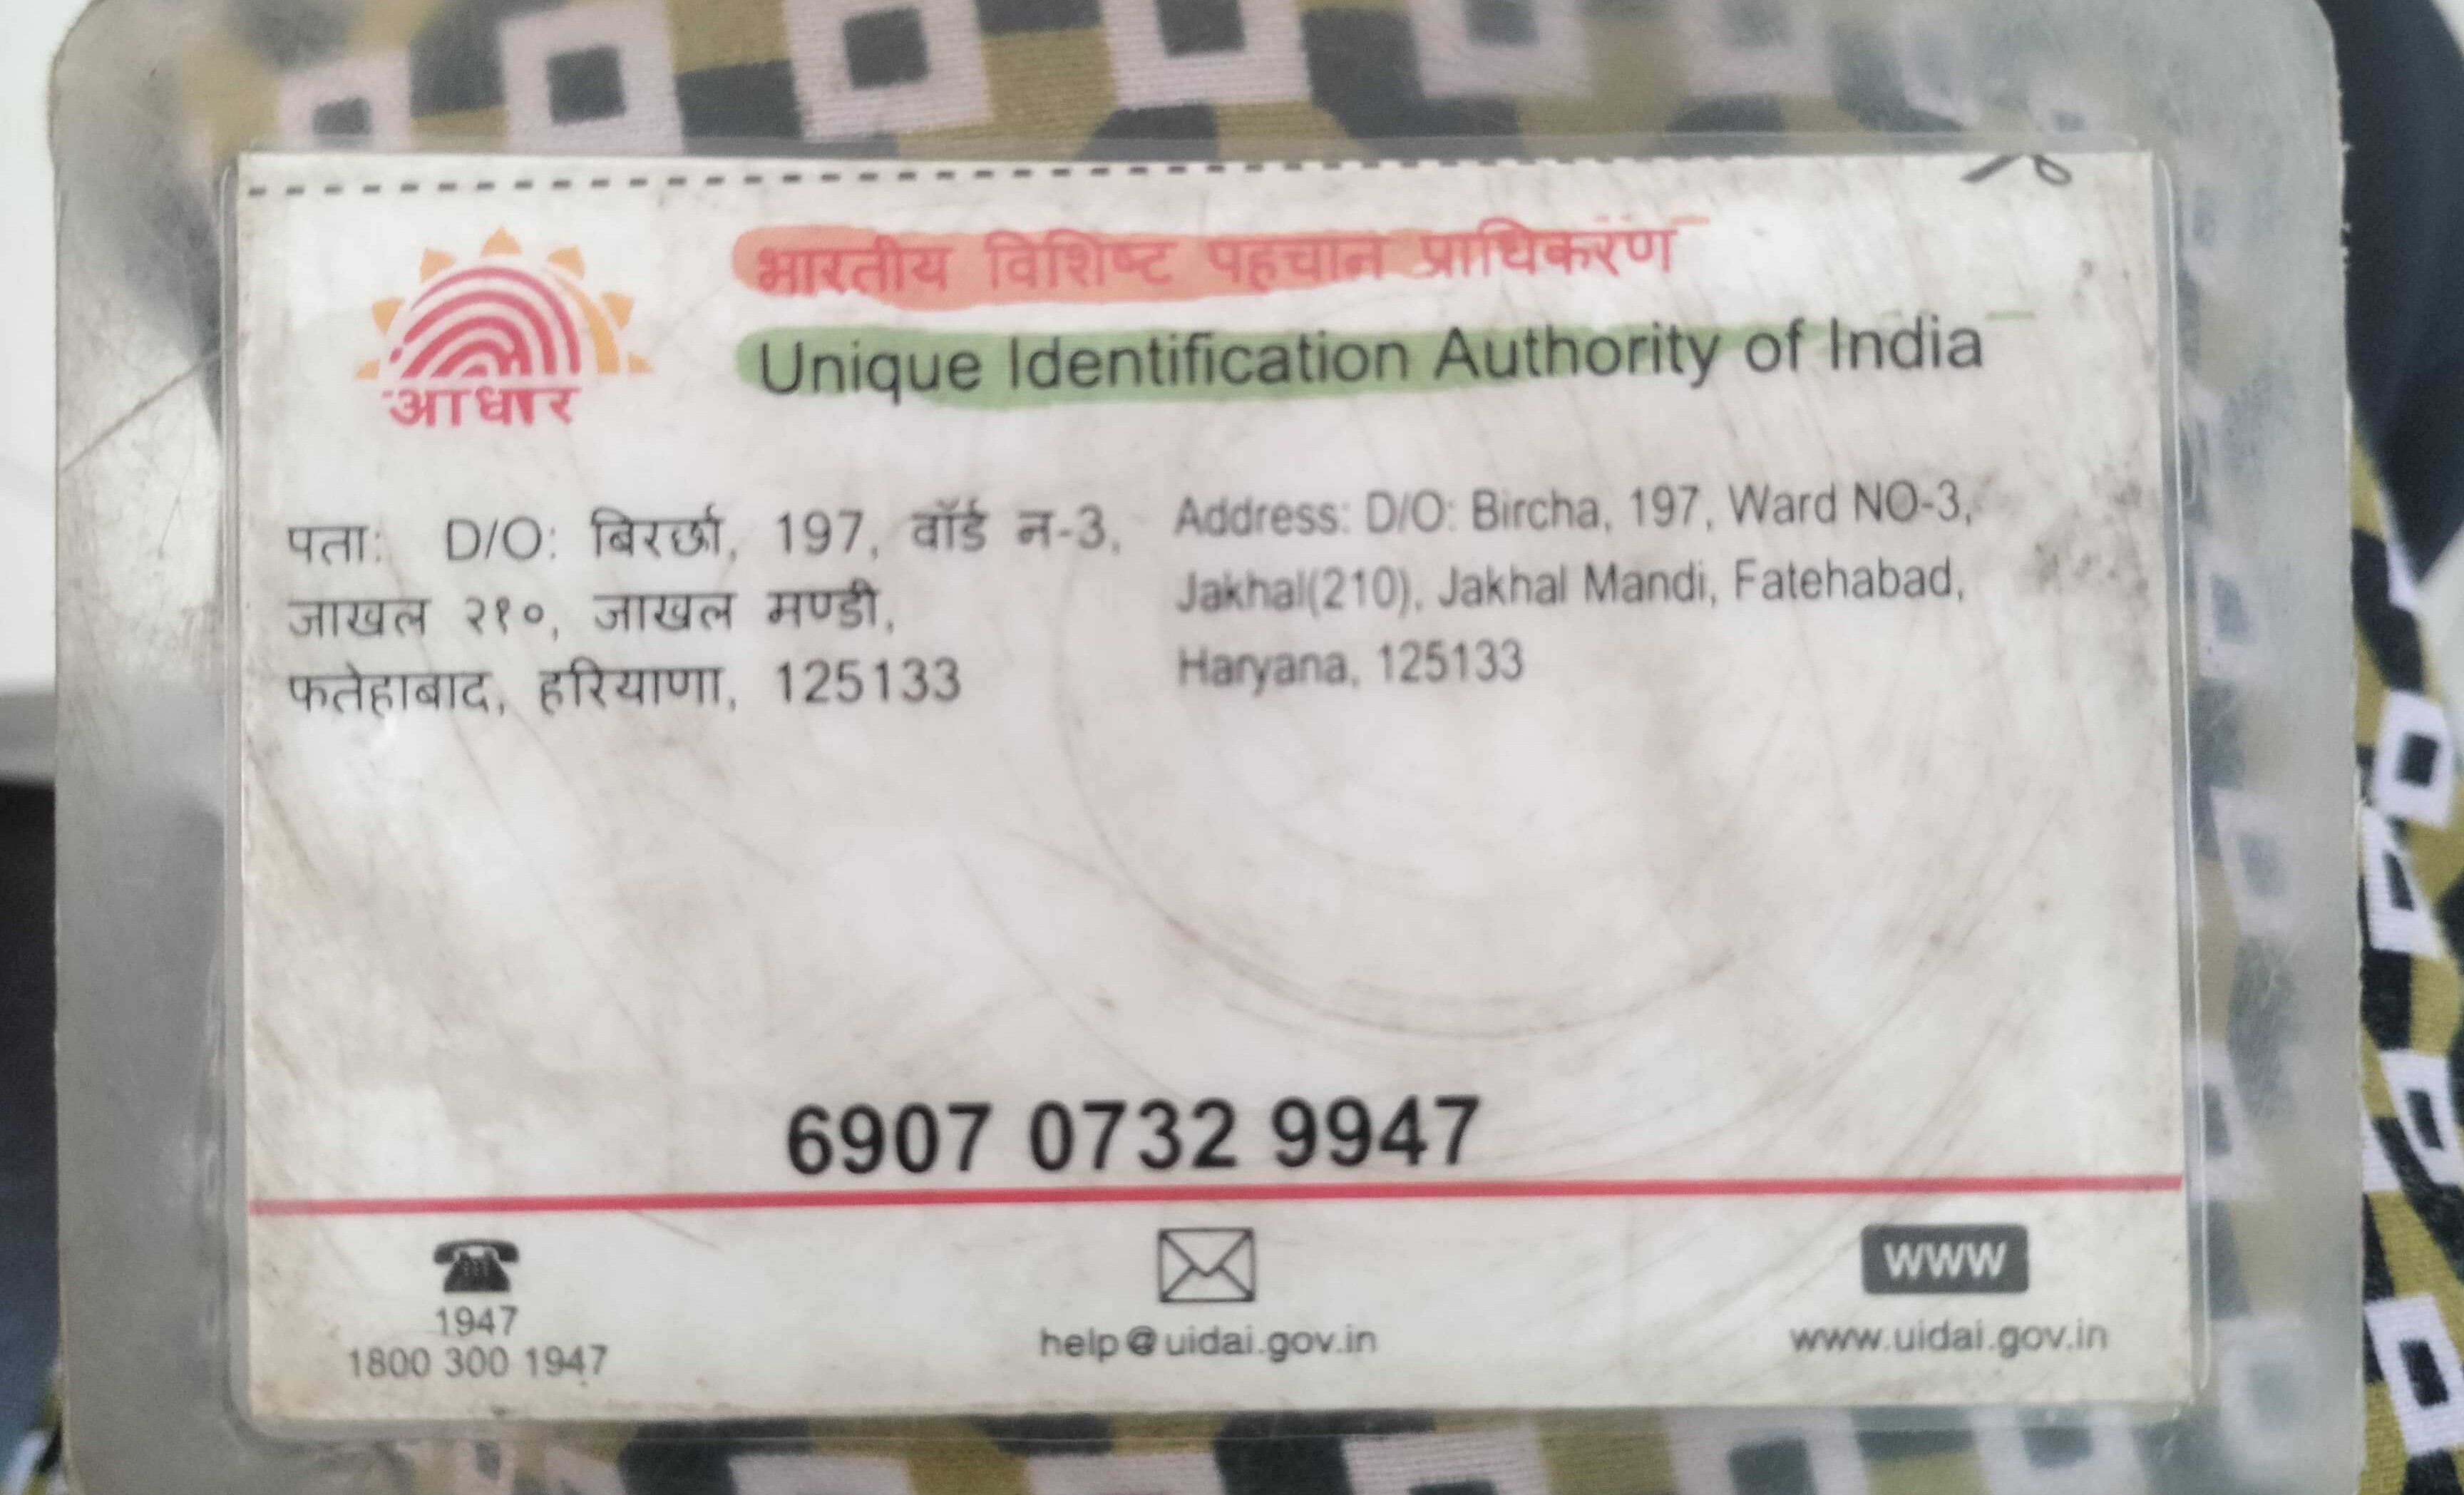 भारतीय विशिष्ट पहचान प्राधिकरण
Unique Identification Authority of India
आधार
पता: D/O: बिरछा, 197, वॉर्ड न-3,
जाखल २१०, जाखल मण्डी,
फतेहाबाद, हरियाणा, 125133
Address: D/O: Bircha, 197, Ward NO-3,
Jakhal(210), Jakhal Mandi, Fatehabad,
Haryana, 125133
6907 0732 9947
1947
1800 300 1947
help@uidai.gov.in
www
www.uidai.gov.in